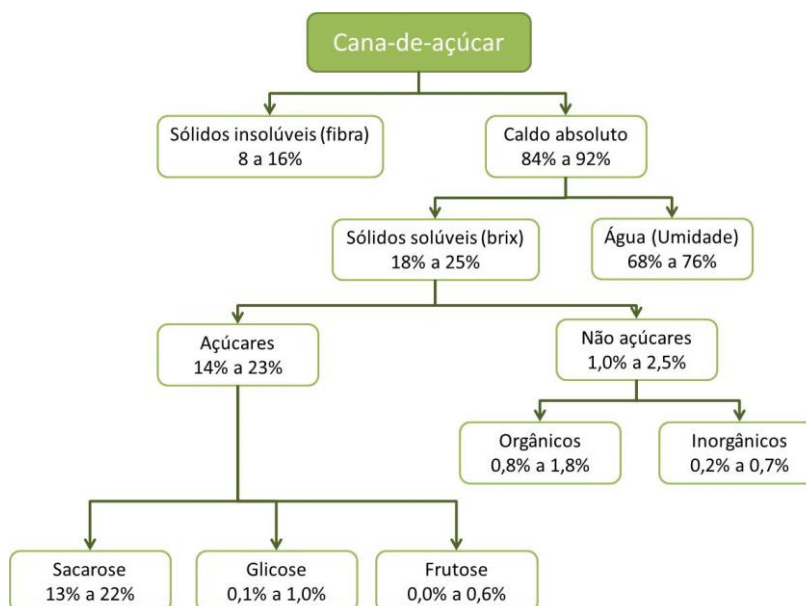 Cana-de-açúcar
Sólidos insolúveis (fibra)
8 a 16%
Caldo absoluto
84% a 92%
Sólidos solúveis (brix)
18% a 25%
Água (Umidade)
68% a 76%
Açúcares
14% a 23%
Não açúcares
1,0% a 2,5%
Orgânicos
0,8% a 1,8%
Inorgânicos
0,2% a 0,7%
Sacarose
13% a 22%
Glicose
0,1% a 1,0%
Frutose
0,0% a 0,6%